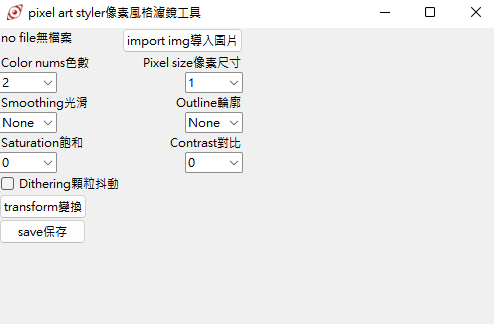 pixel art styler像素風格濾鏡工具
no file無檔案 import img導入圖片
Color nums色數 Pixel size像素尺寸
2 1
Smoothing光滑 Outline輪廓
None None
Saturation飽和 Contrast對比
0 0
Dithering顆粒抖動
transform變換
save保存